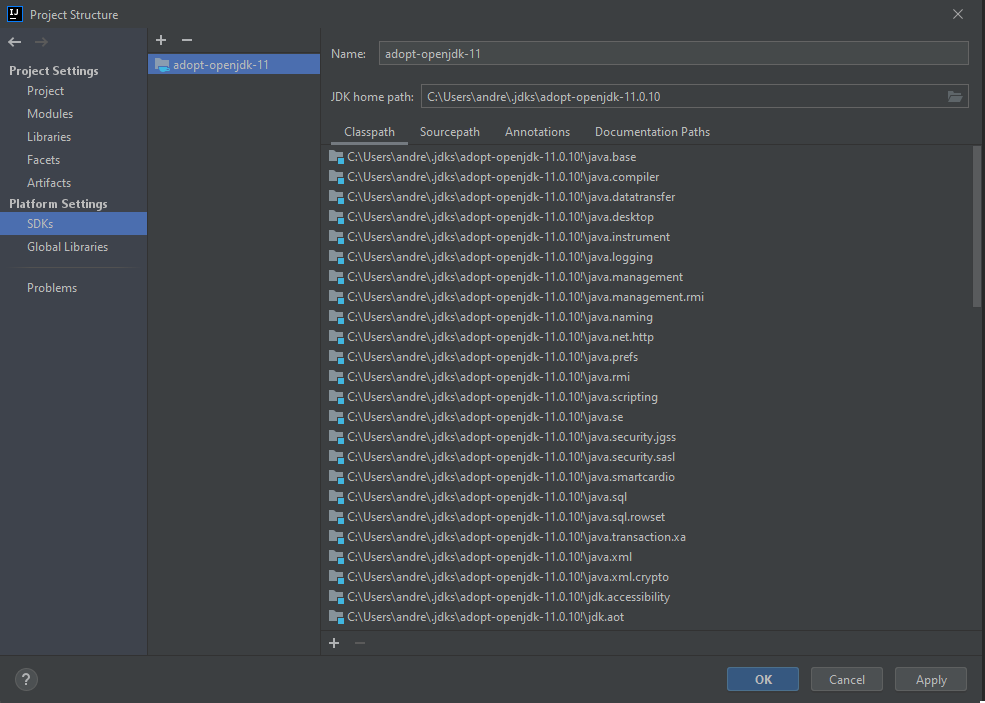 IJ Project Structure
Project Settings
Project
Modules
Libraries
Facets
Artifacts
Platform Settings
SDKs
Global Libraries
Problems
adopt-openjdk-11
Name: adopt-openjdk-11
JDK home path: C:\Users\andre\.jdks\adopt-openjdk-11.0.10
Classpath Sourcepath Annotations Documentation Paths
C:\Users\andre\.jdks\adopt-openjdk-11.0.10!\java.base
C:\Users\andre\.jdks\adopt-openjdk-11.0.10!\java.compiler
C:\Users\andre\.jdks\adopt-openjdk-11.0.10!\java.datatransfer
C:\Users\andre\.jdks\adopt-openjdk-11.0.10!\java.desktop
C:\Users\andre\.jdks\adopt-openjdk-11.0.10!\java.instrument
C:\Users\andre\.jdks\adopt-openjdk-11.0.10!\java.logging
C:\Users\andre\.jdks\adopt-openjdk-11.0.10!\java.management
C:\Users\andre\.jdks\adopt-openjdk-11.0.10!\java.management.rmi
C:\Users\andre\.jdks\adopt-openjdk-11.0.10!\java.naming
C:\Users\andre\.jdks\adopt-openjdk-11.0.10!\java.net.http
C:\Users\andre\.jdks\adopt-openjdk-11.0.10!\java.prefs
C:\Users\andre\.jdks\adopt-openjdk-11.0.10!\java.rmi
C:\Users\andre\.jdks\adopt-openjdk-11.0.10!\java.scripting
C:\Users\andre\.jdks\adopt-openjdk-11.0.10!\java.se
C:\Users\andre\.jdks\adopt-openjdk-11.0.10!\java.security.jgss
C:\Users\andre\.jdks\adopt-openjdk-11.0.10!\java.security.sasl
C:\Users\andre\.jdks\adopt-openjdk-11.0.10!\java.smartcardio
C:\Users\andre\.jdks\adopt-openjdk-11.0.10!\java.sql
C:\Users\andre\.jdks\adopt-openjdk-11.0.10!\java.sql.rowset
C:\Users\andre\.jdks\adopt-openjdk-11.0.10!\java.transaction.xa
C:\Users\andre\.jdks\adopt-openjdk-11.0.10!\java.xml
C:\Users\andre\.jdks\adopt-openjdk-11.0.10!\java.xml.crypto
C:\Users\andre\.jdks\adopt-openjdk-11.0.10!\jdk.accessibility
C:\Users\andre\.jdks\adopt-openjdk-11.0.10!\jdk.aot
? OK Cancel Apply